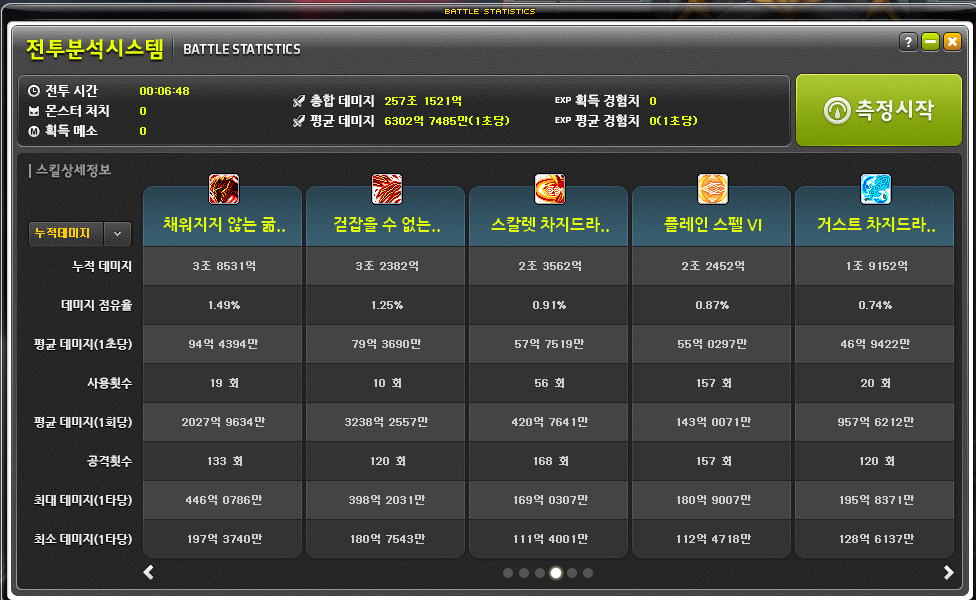 BATTLE STATISTICS
전투분석시스템 BATTLE STATISTICS
?
전투 시간 00:06:48
몬스터 처치 0
획득 메소 0
총합 데미지 257조 1521억
평균 데미지 6302억 7485만(1초당)
EXP 획득 경험치 0
EXP 평균 경험치 0(1초당)
측정시작
스킬상세정보
누적데미지
채워지지 않는 굶.. 걷잡을 수 없는.. 스칼렛 차지드라.. 플레인 스펠 VI 거스트 차지드라..
누적 데미지 3조 8531억 3조 2382억 2조 3562억 2조 2452억 1조 9152억
데미지 점유율 1.49% 1.25% 0.91% 0.87% 0.74%
평균 데미지(1초당) 94억 4394만 79억 3690만 57억 7519만 55억 0297만 46억 9422만
사용횟수 19 회 10 회 56 회 157 회 20 회
평균 데미지(1회당) 2027억 9634만 3238억 2557만 420억 7641만 143억 0071만 957억 6212만
공격횟수 133 회 120 회 168 회 157 회 120 회
최대 데미지(1타당) 446억 0786만 398억 2031만 169억 0307만 180억 9007만 195억 8371만
최소 데미지(1타당) 197억 3740만 180억 7543만 111억 4001만 112억 4718만 128억 6137만